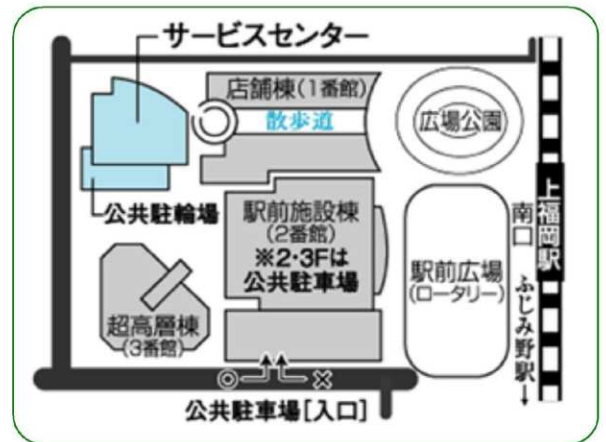 サービスセンター
店舗棟(1番館)
散歩道
広場公園
公共駐輪場
駅前施設棟
(2番館)
※2・3Fは
公共駐車場
上福岡駅
南口
駅前広場
(ロータリー)
ふじみ野駅→
超高層棟
(3番館)
◎
×
公共駐車場[入口]